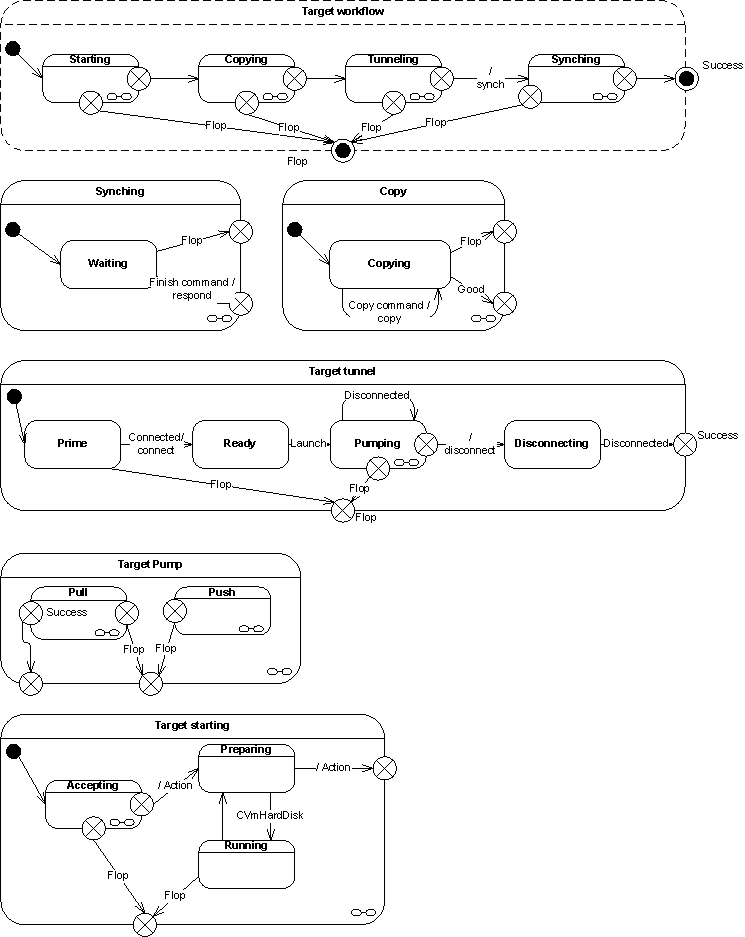 Target workflow
Starting
Copying
Tunneling
Synching
Success
/
synch
Flop
Flop
Flop
Flop
Flop
Synching
Copy
Waiting
Flop
Finish command /
respond
Copying
Flop
Good
Copy command /
copy
Target tunnel
Disconnected
Prime
Connected/
connect
Ready
Launch
Pumping
/
disconnect
Disconnecting
Disconnected
Success
Flop
Flop
Flop
Target Pump
Pull
Push
Success
Flop
Flop
Target starting
Preparing
/ Action
Accepting
/ Action
CVmHardDisk
Running
Flop
Flop